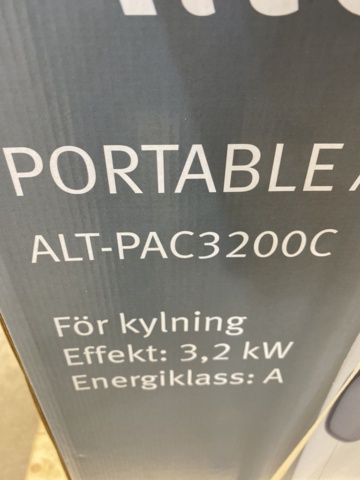 PORTABLE
ALT-PAC3200C
För kylning
Effekt: 3,2 kW
Energiklass: A